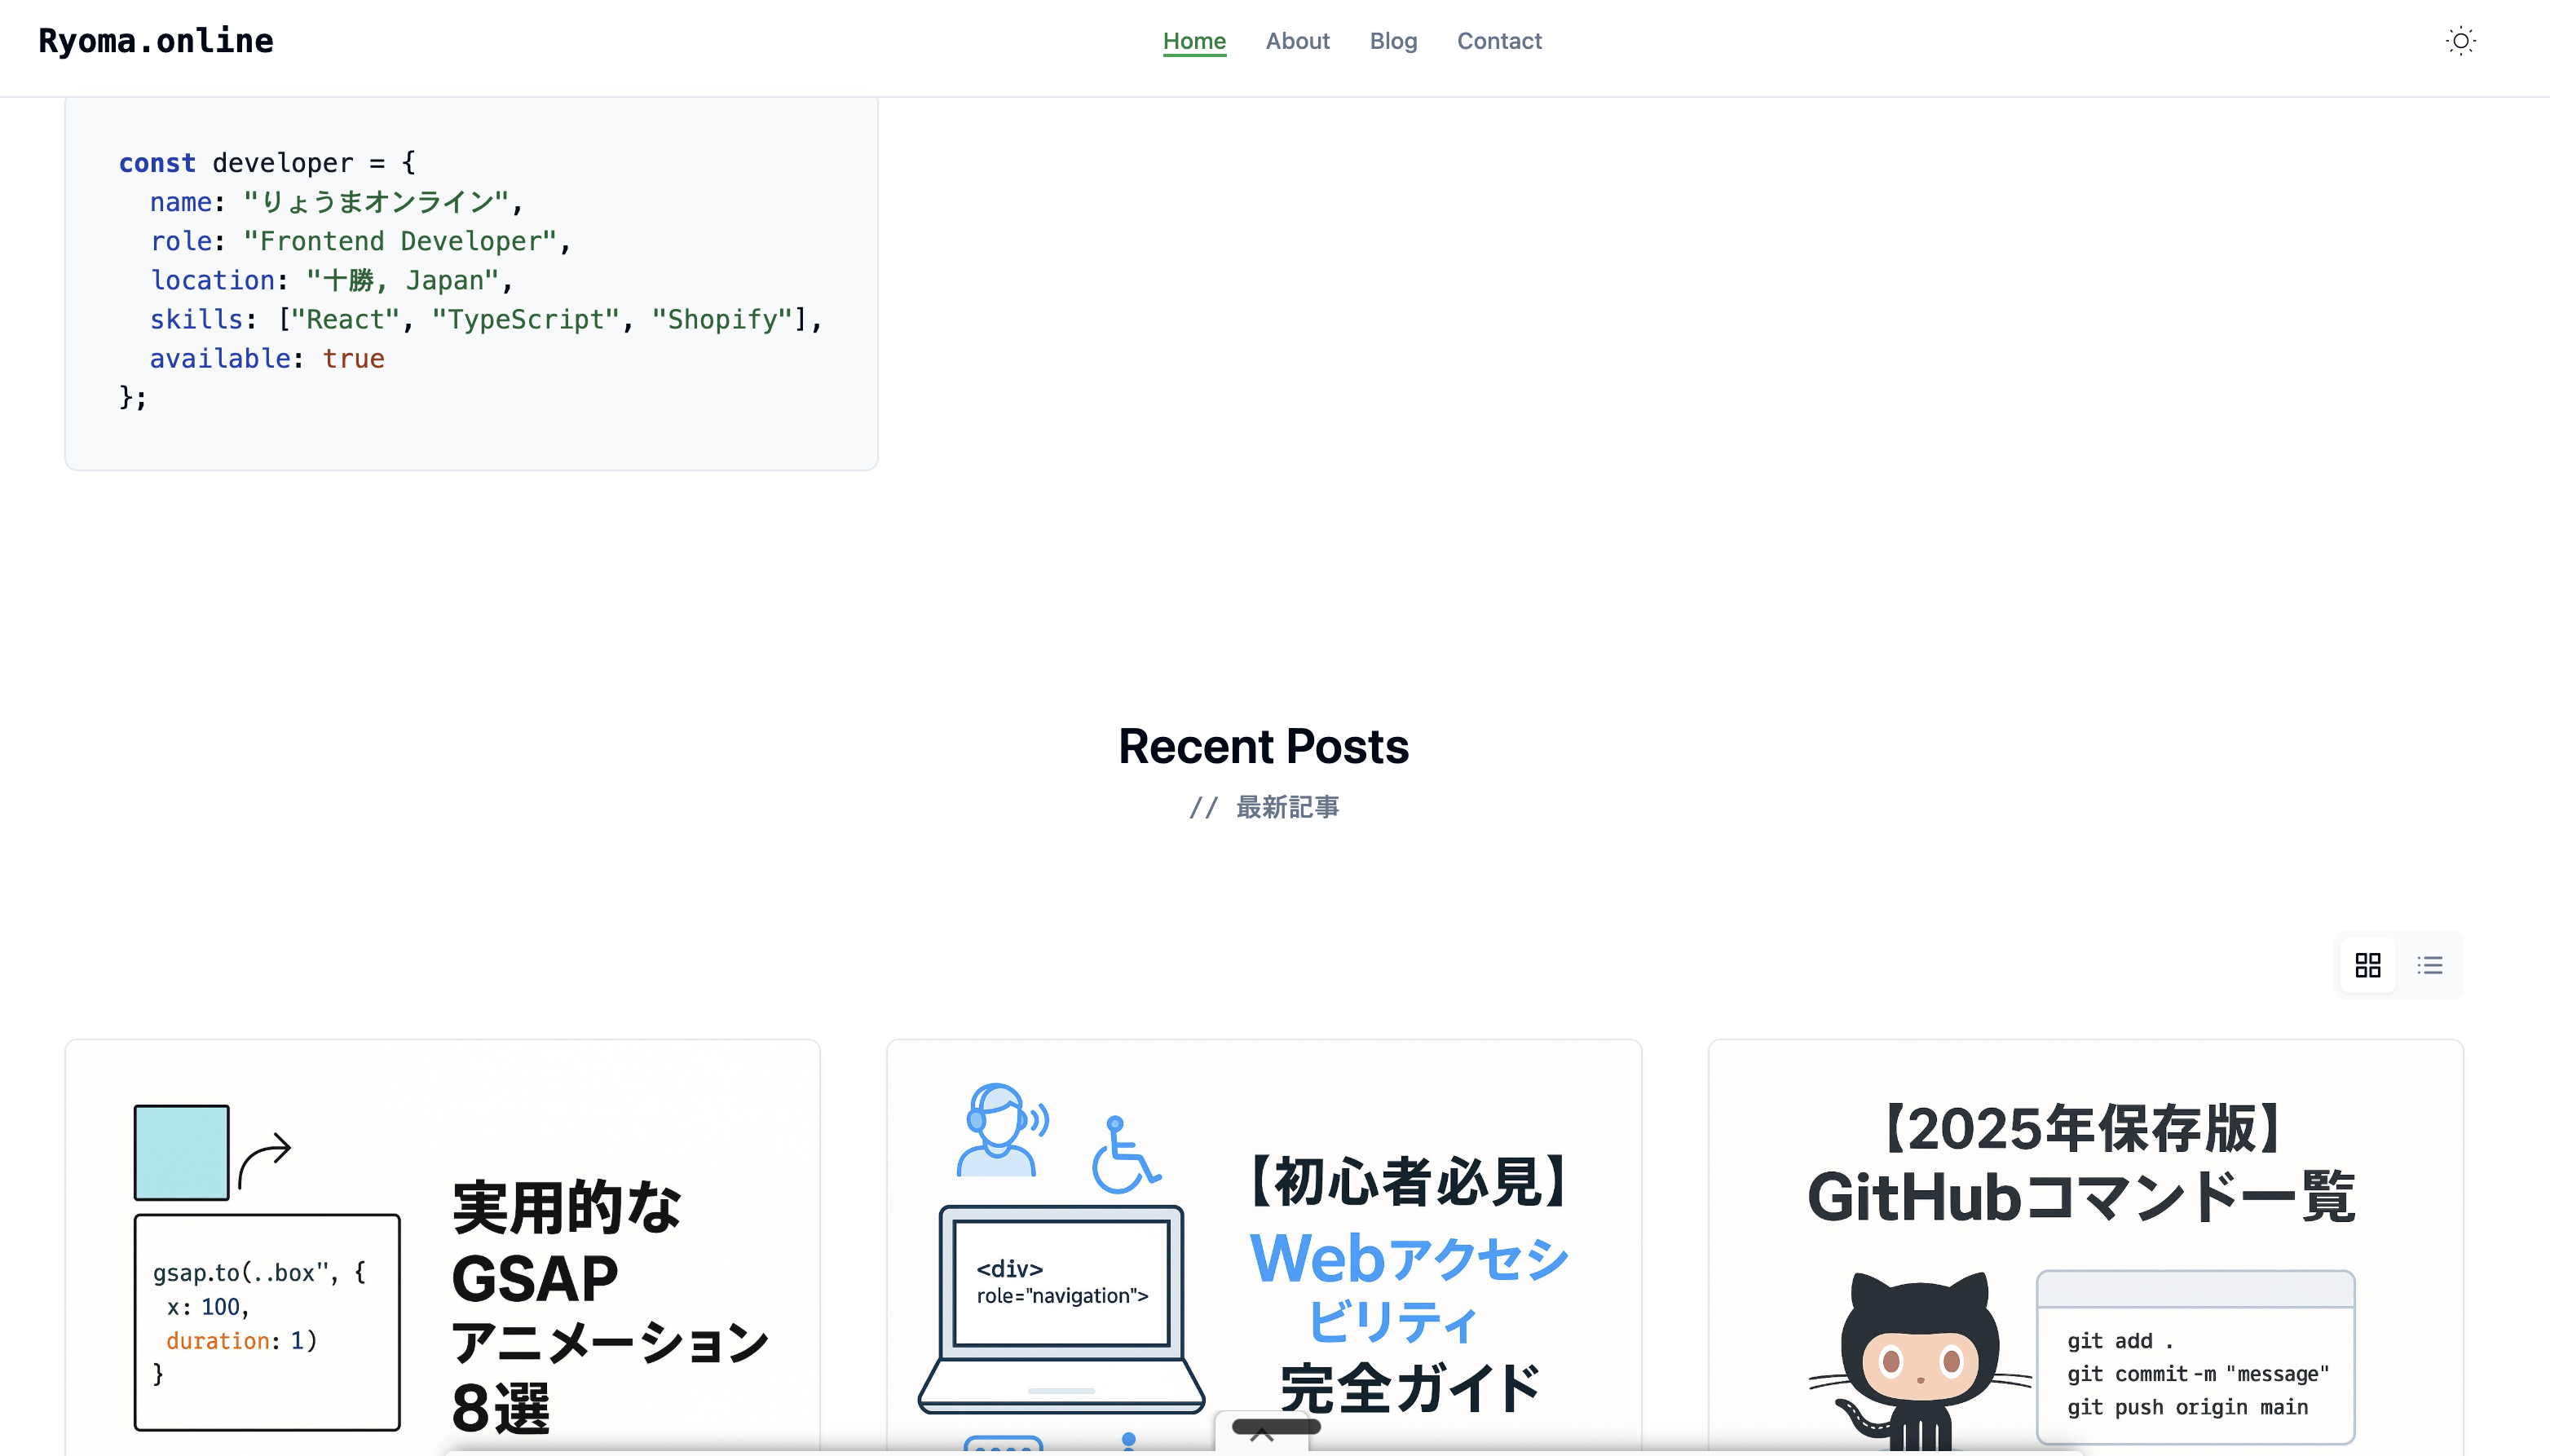 Ryoma.online
Home About Blog Contact
const developer = {
name: "りょうまオンライン",
role: "Frontend Developer",
location: "十勝, Japan",
skills: ["React", "TypeScript", "Shopify"],
available: true
};
Recent Posts
// 最新記事
gsap.to(..box", {
x: 100,
duration: 1)
}
実用的な
GSAP
アニメーション
8選
<div>
role="navigation">
【初心者必見】
Webアクセシ
ビリティ
完全ガイド
【2025年保存版】
GitHubコマンド一覧
git add .
git commit -m "message"
git push origin main